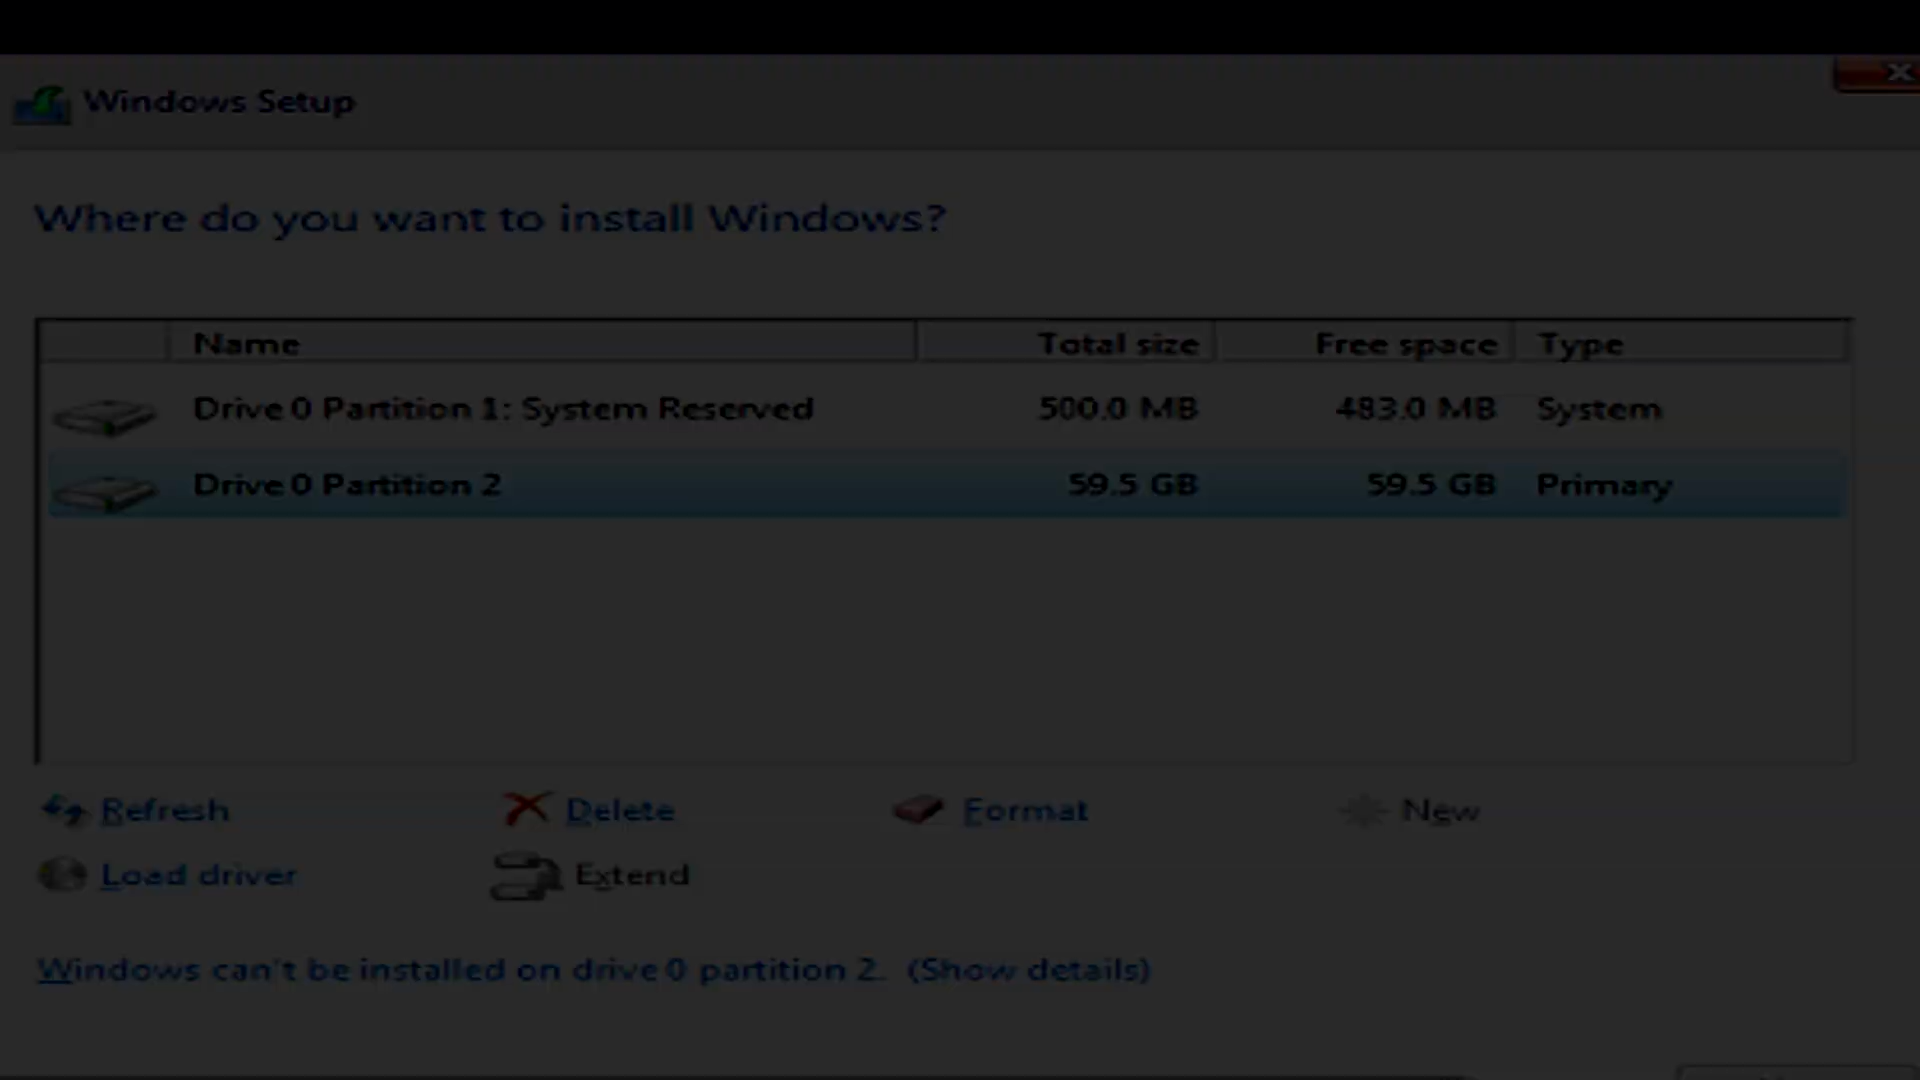 Windows Setup
Where do you want to install Windows?
Name Total size Free space Type
Drive 0 Partition 1: System Reserved 500.0 MB 483.0 MB System
Drive 0 Partition 2 59.5 GB 59.5 GB Primary
Refresh Delete Format New
Load driver Extend
Windows can't be installed on drive 0 partition 2. (Show details)